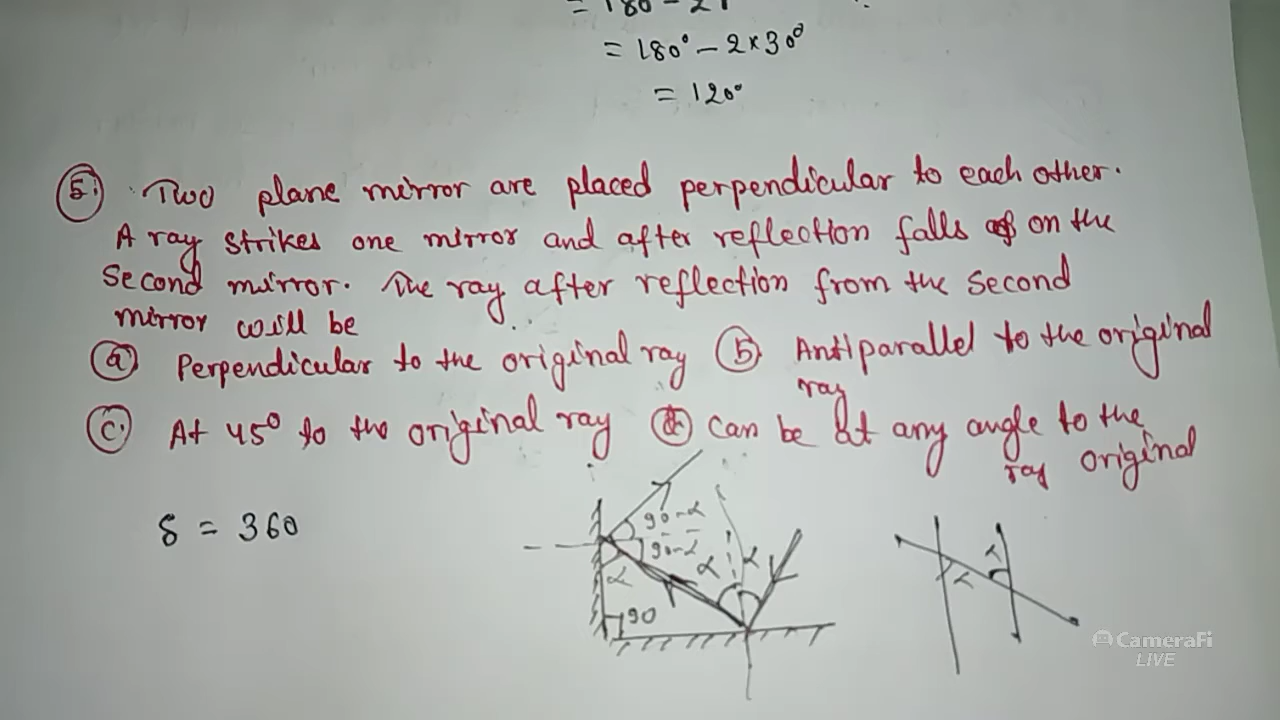 = 180 - 2i
= 180° - 2×30°
= 120°
5. Two plane mirror are placed perpendicular to each other.
A ray strikes one mirror and after reflection falls on the
second mirror. The ray after reflection from the second
mirror will be
(a) Perpendicular to the original ray (b) Antiparallel to the original
ray
(c) At 45° to the original ray (d) can be at any angle to the
ray original
δ = 360
90-α
90-α
α
α
α
90
α
α
CameraFi
LIVE